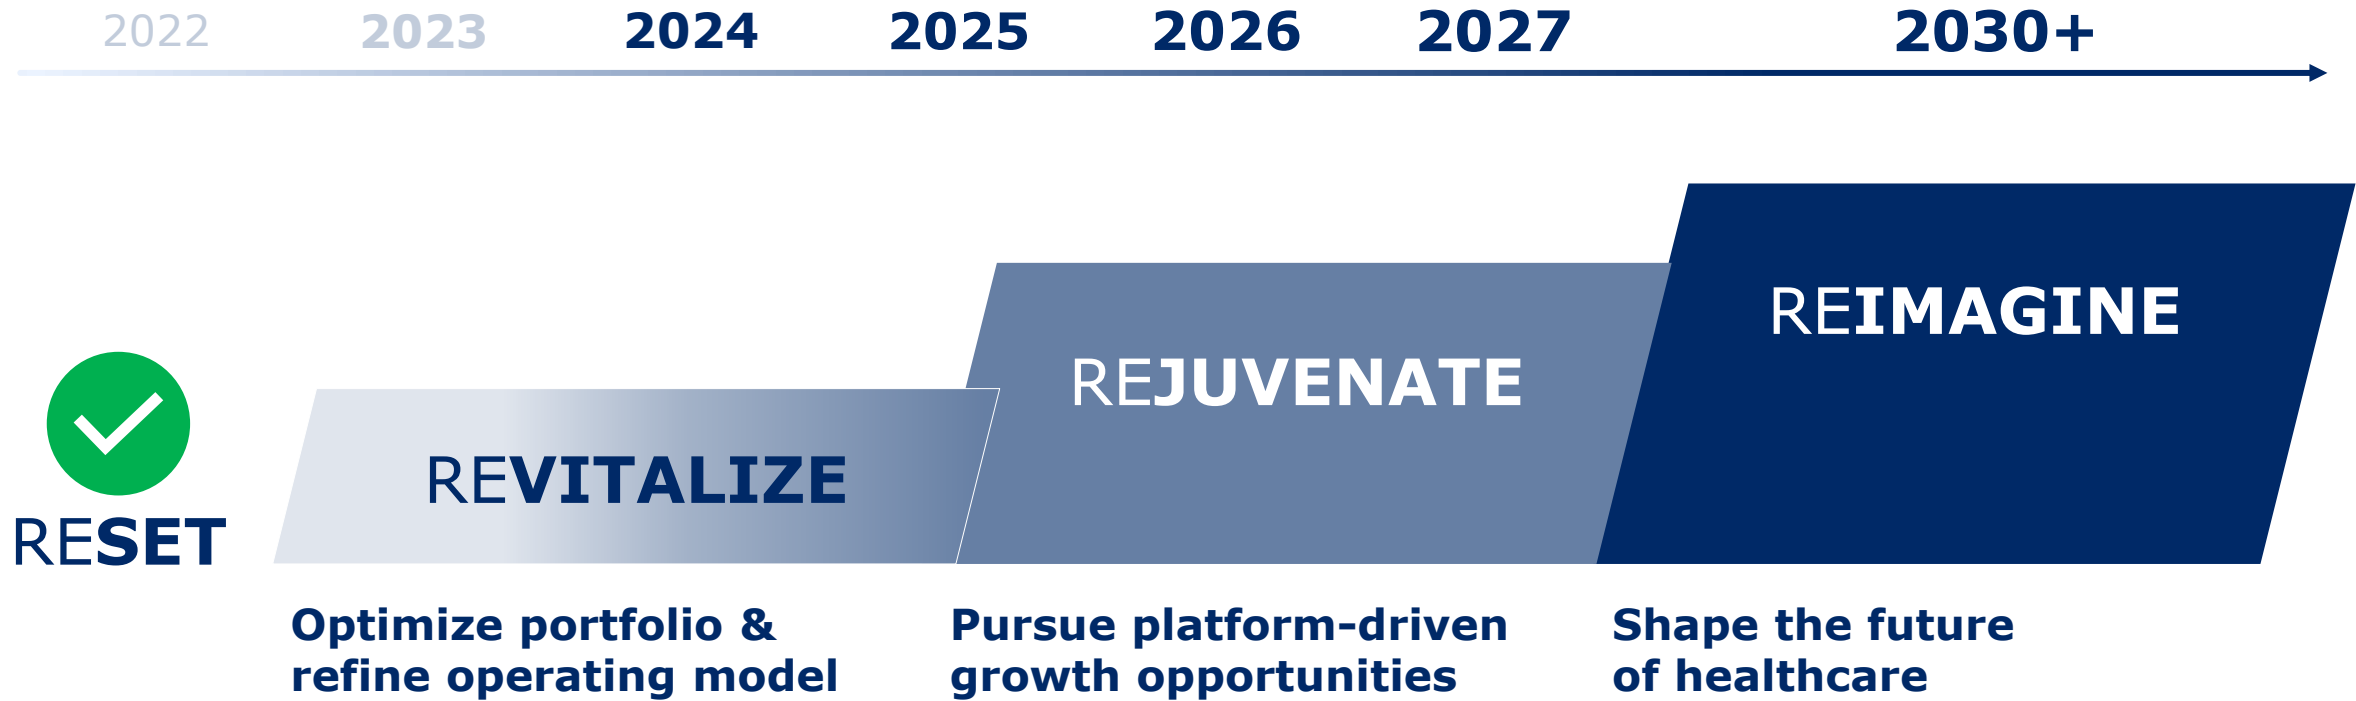 2022 2023 2024 2025 2026 2027 2030+
REIMAGINE
REJUVENATE
REVITALIZE
RESET
Optimize portfolio &
refine operating model
Pursue platform-driven
growth opportunities
Shape the future
of healthcare